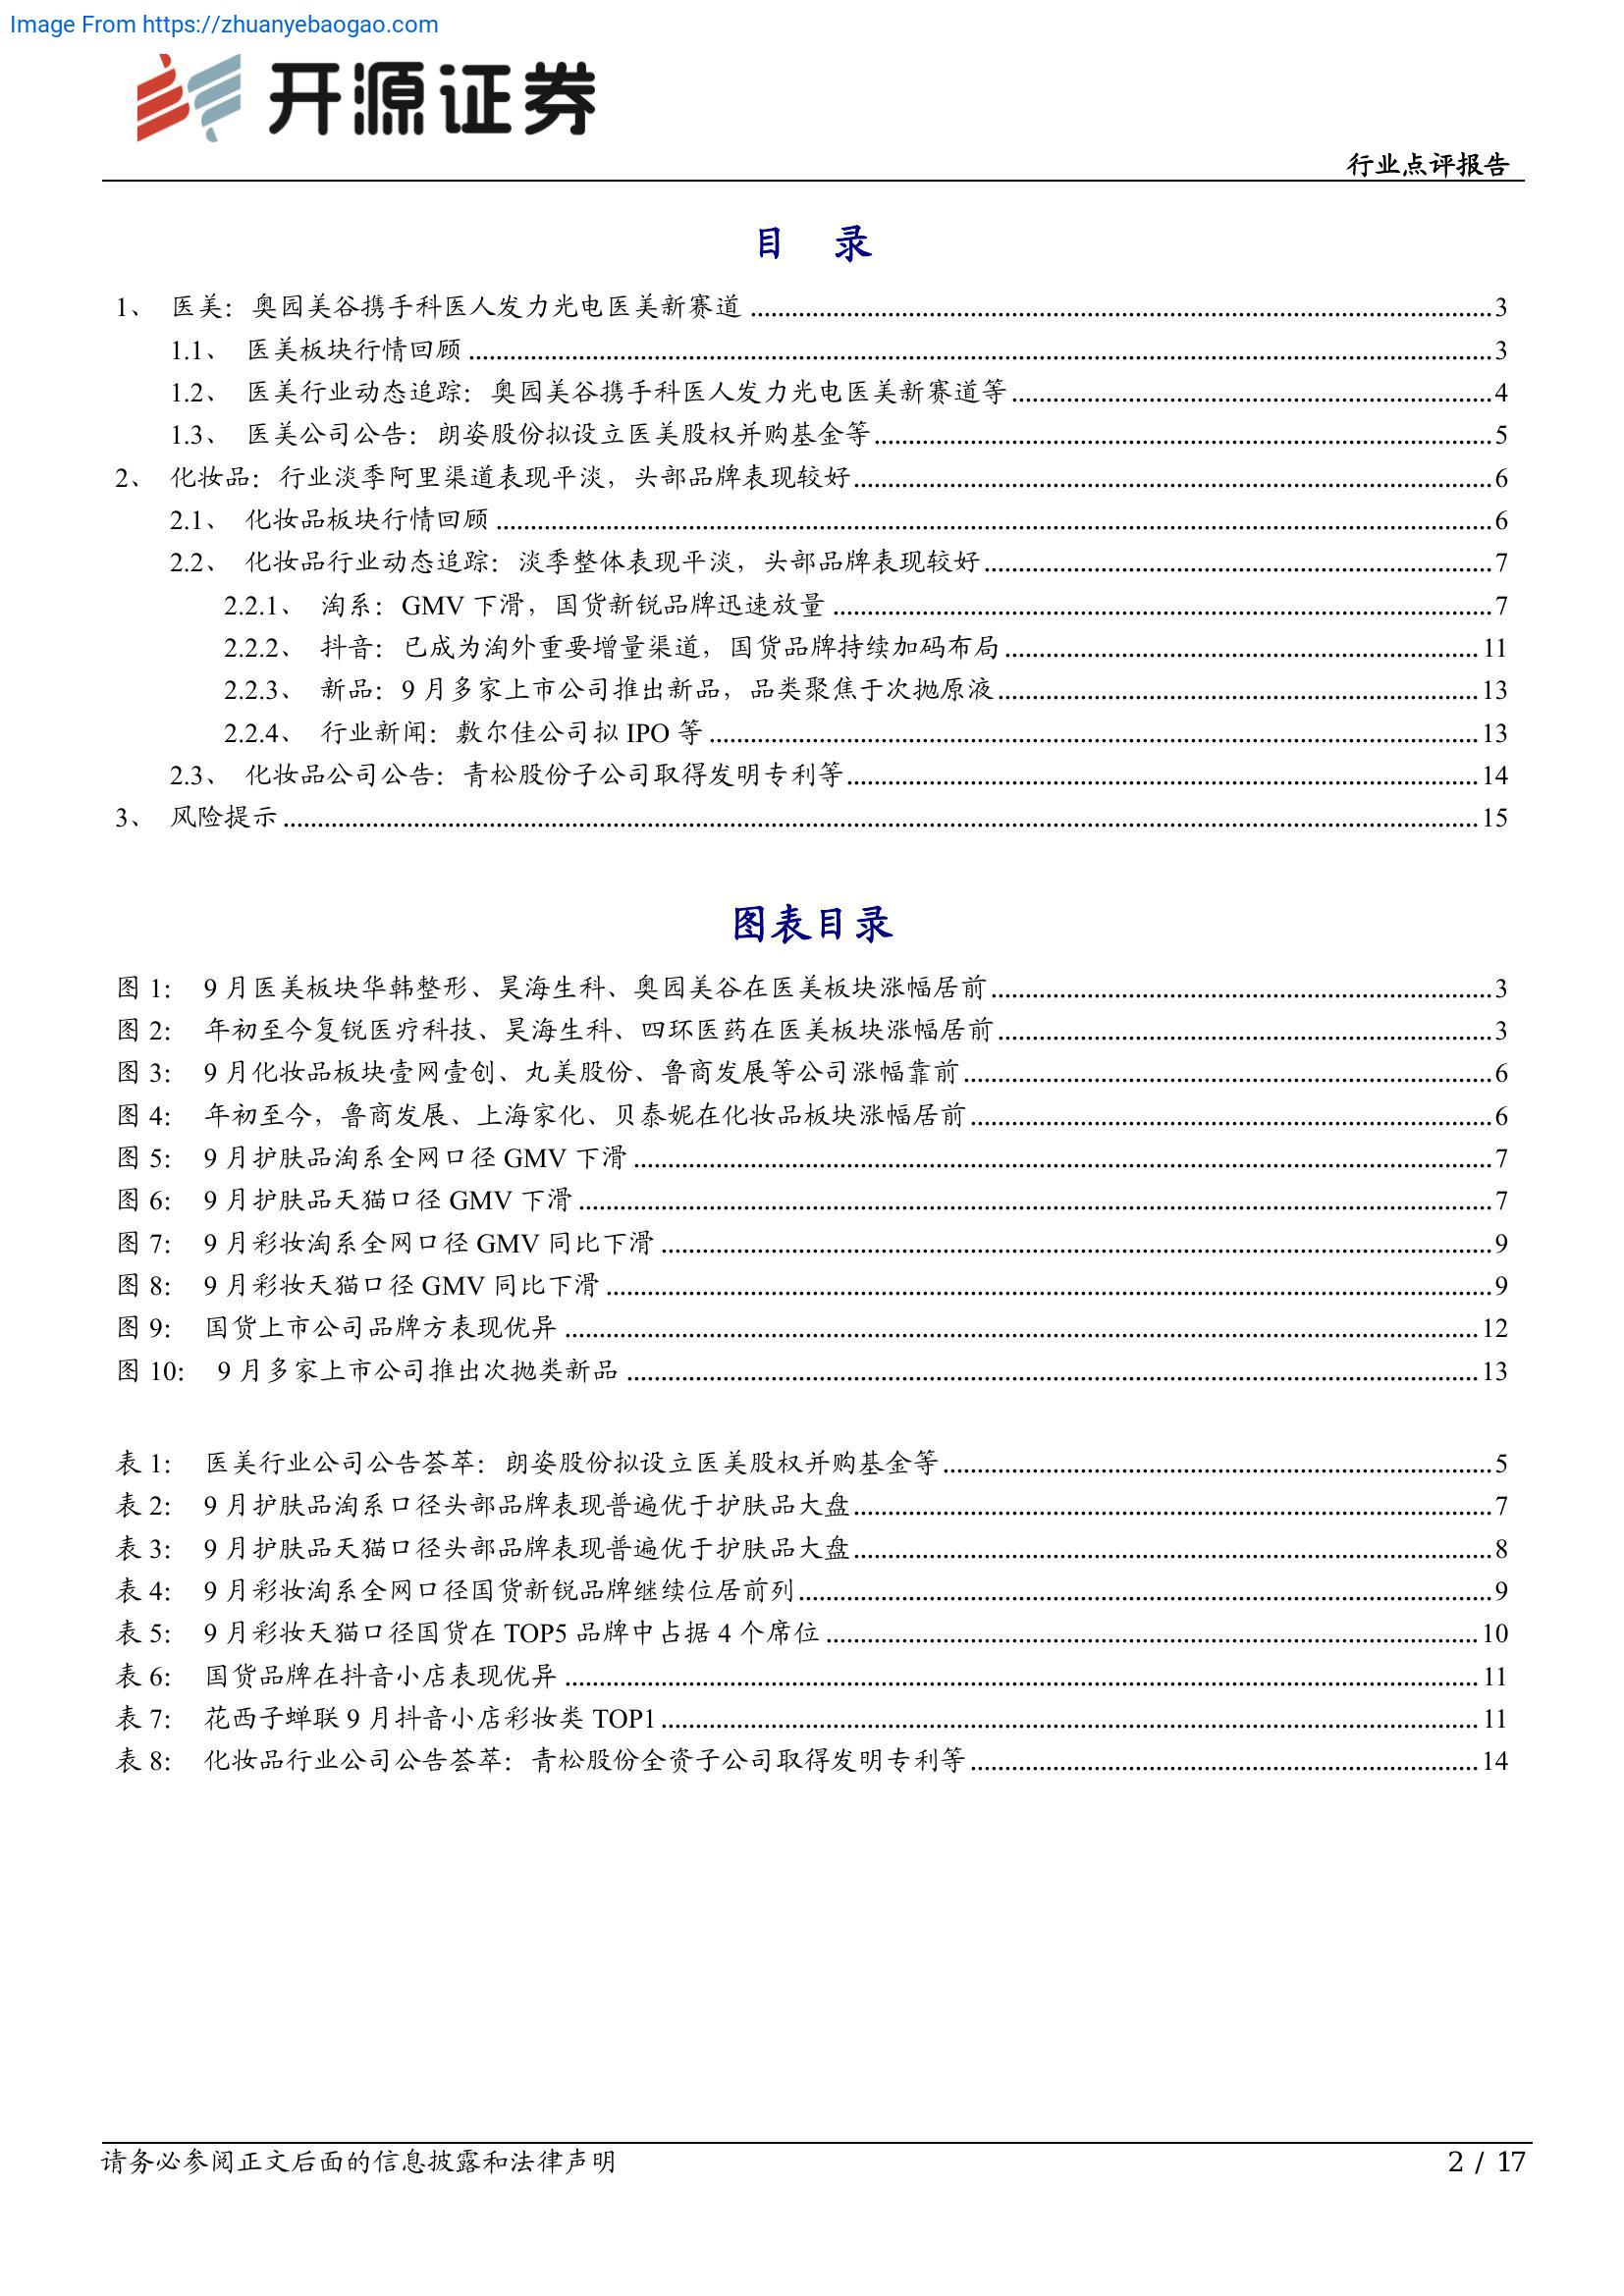 Image From https://zhuanyebaogao.com
开源证券
行业点评报告
目 录
1、 医美：奥园美谷携手科医人发力光电医美新赛道 3
1.1、 医美板块行情回顾 3
1.2、 医美行业动态追踪：奥园美谷携手科医人发力光电医美新赛道等 4
1.3、 医美公司公告：朗姿股份拟设立医美股权并购基金等 5
2、 化妆品：行业淡季阿里渠道表现平淡，头部品牌表现较好 6
2.1、 化妆品板块行情回顾 6
2.2、 化妆品行业动态追踪：淡季整体表现平淡，头部品牌表现较好 7
2.2.1、 淘系：GMV 下滑，国货新锐品牌迅速放量 7
2.2.2、 抖音：已成为淘外重要增量渠道，国货品牌持续加码布局 11
2.2.3、 新品：9 月多家上市公司推出新品，品类聚焦于次抛原液 13
2.2.4、 行业新闻：敷尔佳公司拟 IPO 等 13
2.3、 化妆品公司公告：青松股份子公司取得发明专利等 14
3、 风险提示 15
图表目录
图 1： 9 月医美板块华韩整形、昊海生科、奥园美谷在医美板块涨幅居前 3
图 2： 年初至今复锐医疗科技、昊海生科、四环医药在医美板块涨幅居前 3
图 3： 9 月化妆品板块壹网壹创、丸美股份、鲁商发展等公司涨幅靠前 6
图 4： 年初至今，鲁商发展、上海家化、贝泰妮在化妆品板块涨幅居前 6
图 5： 9 月护肤品淘系全网口径 GMV 下滑 7
图 6： 9 月护肤品天猫口径 GMV 下滑 7
图 7： 9 月彩妆淘系全网口径 GMV 同比下滑 9
图 8： 9 月彩妆天猫口径 GMV 同比下滑 9
图 9： 国货上市公司品牌方表现优异 12
图 10： 9 月多家上市公司推出次抛类新品 13
表 1： 医美行业公司公告荟萃：朗姿股份拟设立医美股权并购基金等 5
表 2： 9 月护肤品淘系口径头部品牌表现普遍优于护肤品大盘 7
表 3： 9 月护肤品天猫口径头部品牌表现普遍优于护肤品大盘 8
表 4： 9 月彩妆淘系全网口径国货新锐品牌继续位居前列 9
表 5： 9 月彩妆天猫口径国货在 TOP5 品牌中占据 4 个席位 10
表 6： 国货品牌在抖音小店表现优异 11
表 7： 花西子蝉联 9 月抖音小店彩妆类 TOP1 11
表 8： 化妆品行业公司公告荟萃：青松股份全资子公司取得发明专利等 14
请务必参阅正文后面的信息披露和法律声明 2 / 17